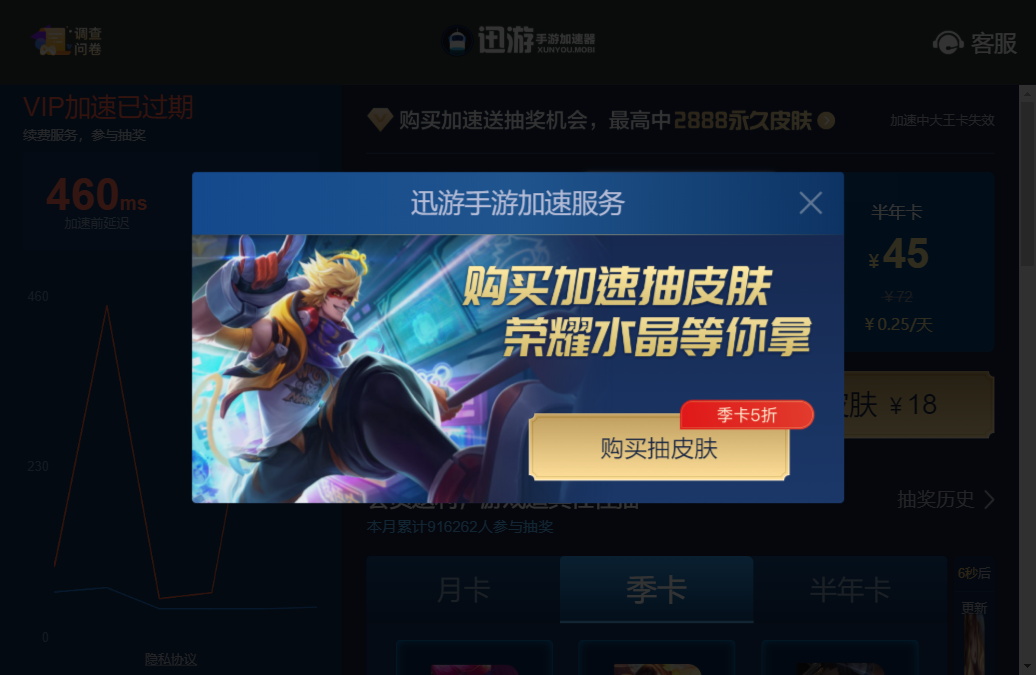 调查
问卷
迅游手游加速器
XUNYOU.MOBI
客服
VIP加速已过期
续费服务，参与抽奖
460ms
加速前延迟
460
230
0
隐私协议
购买加速送抽奖机会，最高中2888永久皮肤
加速中大王卡失效
半年卡
¥45
¥72
¥0.25/天
皮肤 ¥18
迅游手游加速服务
购买加速抽皮肤
荣耀水晶等你拿
季卡5折
购买抽皮肤
抽奖历史
本月累计916262人参与抽奖
月卡
季卡
半年卡
6秒后
更新